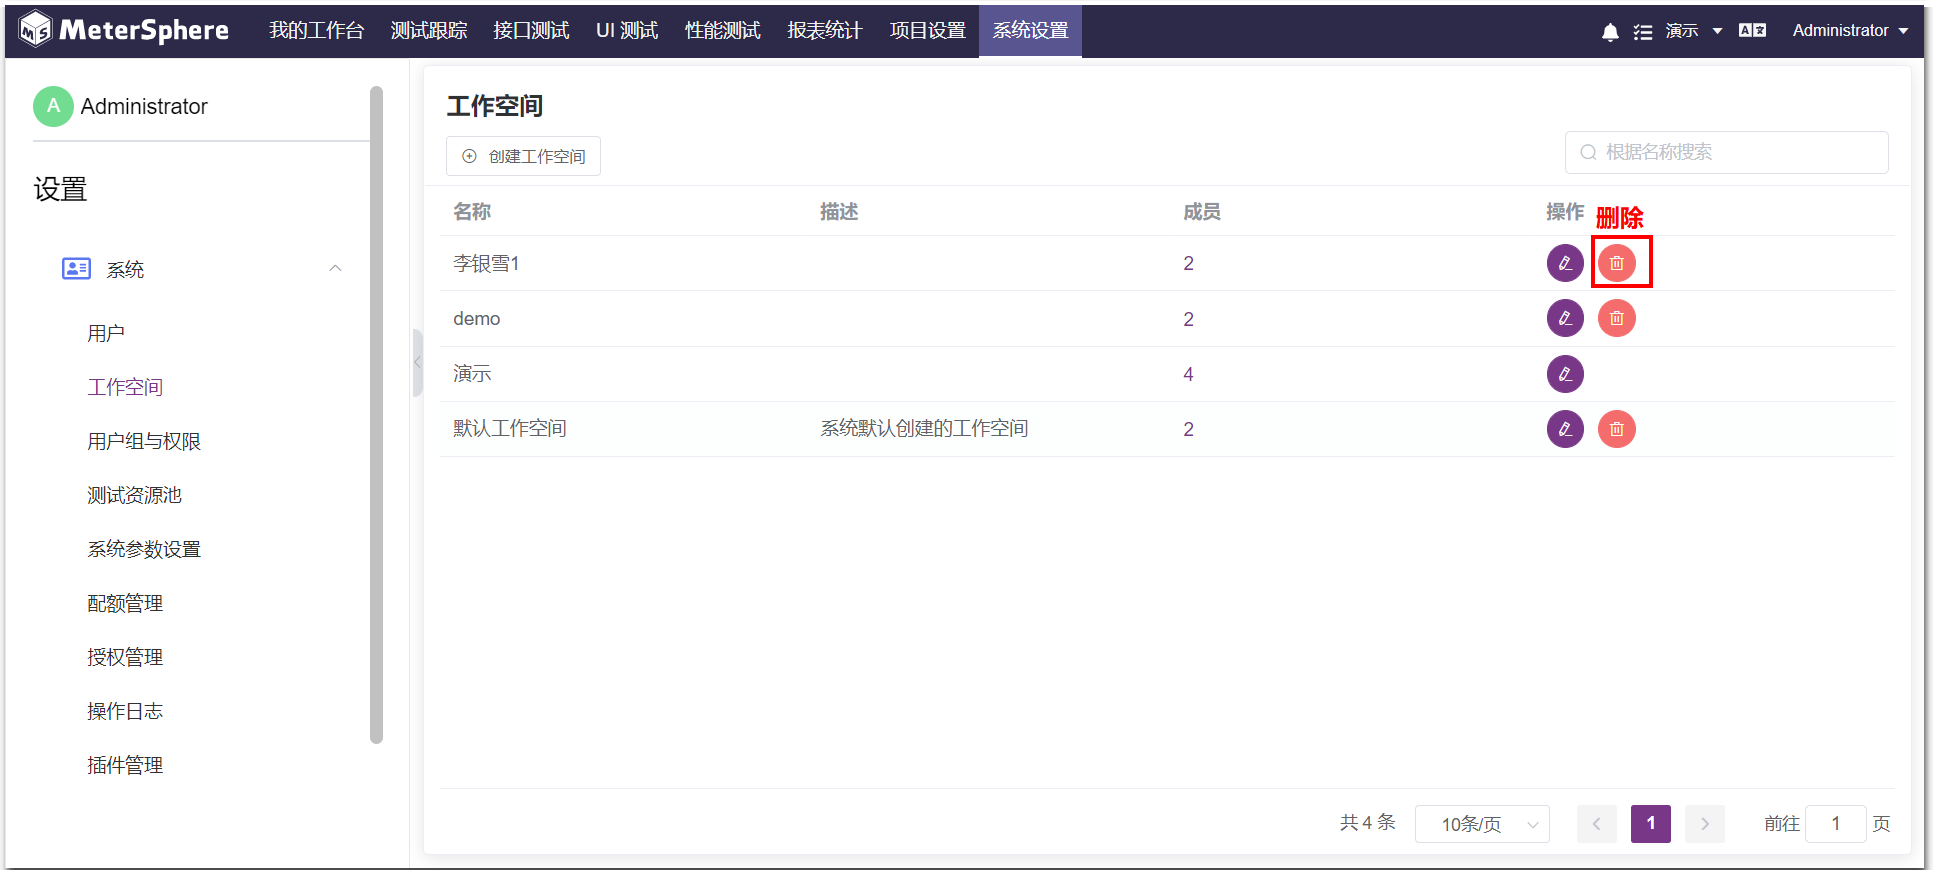 MeterSphere 我的工作台 测试跟踪 接口测试 UI 测试 性能测试 报表统计 项目设置 系统设置 演示 Administrator
A Administrator
设置
系统
用户
工作空间
用户组与权限
测试资源池
系统参数设置
配额管理
授权管理
操作日志
插件管理
工作空间
创建工作空间
根据名称搜索
名称 描述 成员 操作 删除
李银雪1 2
demo 2
演示 4
默认工作空间 系统默认创建的工作空间 2
共 4 条 10条/页 1 前往 1 页